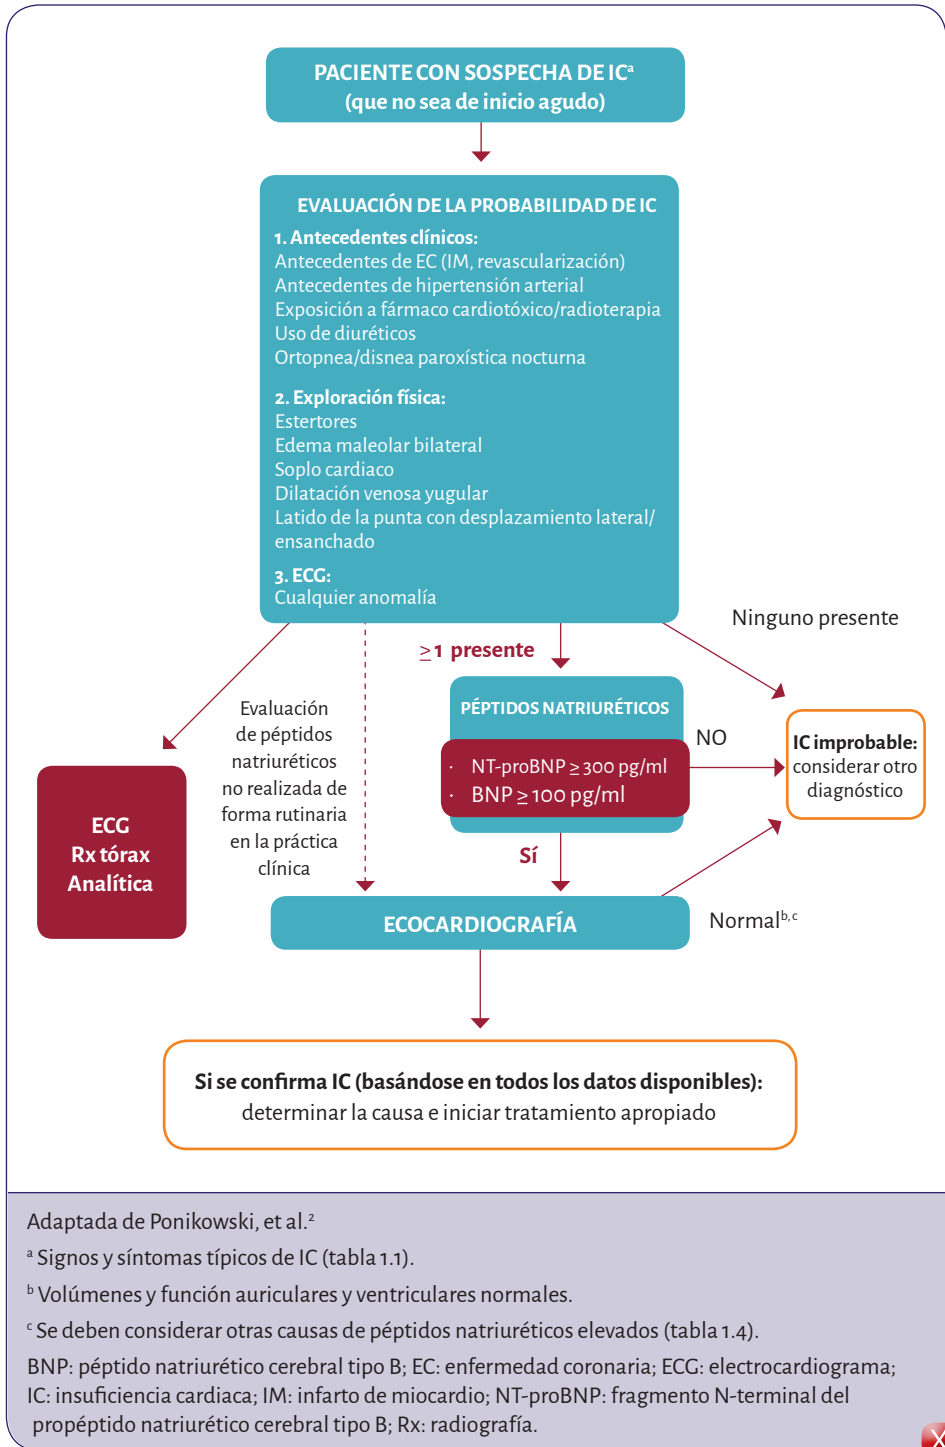 PACIENTE CON SOSPECHA DE ICᵃ
(que no sea de inicio agudo)
EVALUACIÓN DE LA PROBABILIDAD DE IC
1. Antecedentes clínicos:
Antecedentes de EC (IM, revascularización)
Antecedentes de hipertensión arterial
Exposición a fármaco cardiotóxico/radioterapia
Uso de diuréticos
Ortopnea/disnea paroxística nocturna
2. Exploración física:
Estertores
Edema maleolar bilateral
Soplo cardiaco
Dilatación venosa yugular
Latido de la punta con desplazamiento lateral/
ensanchado
3. ECG:
Cualquier anomalía
Ninguno presente
≥1 presente
Evaluación
de péptidos
natriuréticos
no realizada de
forma rutinaria
en la práctica
clínica
PÉPTIDOS NATRIURÉTICOS
· NT-proBNP ≥ 300 pg/ml
· BNP ≥ 100 pg/ml
NO
IC improbable:
considerar otro
diagnóstico
ECG
Rx tórax
Analítica
Sí
ECOCARDIOGRAFÍA
Normalᵇ,ᶜ
Si se confirma IC (basándose en todos los datos disponibles):
determinar la causa e iniciar tratamiento apropiado
Adaptada de Ponikowski, et al.²
ᵃ Signos y síntomas típicos de IC (tabla 1.1).
ᵇ Volúmenes y función auriculares y ventriculares normales.
ᶜ Se deben considerar otras causas de péptidos natriuréticos elevados (tabla 1.4).
BNP: péptido natriurético cerebral tipo B; EC: enfermedad coronaria; ECG: electrocardiograma;
IC: insuficiencia cardiaca; IM: infarto de miocardio; NT-proBNP: fragmento N-terminal del
propéptido natriurético cerebral tipo B; Rx: radiografía.
X